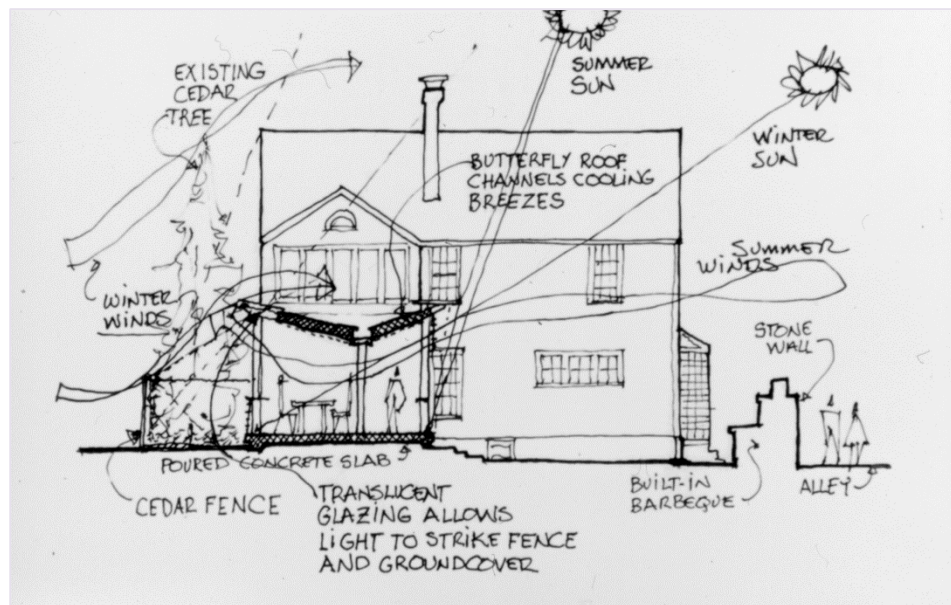 EXISTING
CEDAR
TREE
SUMMER
SUN
WINTER
SUN
BUTTERFLY ROOF
CHANNELS COOLING
BREEZES
SUMMER
WINDS
WINTER
WINDS
STONE
WALL
POURED CONCRETE SLAB
CEDAR FENCE
TRANSLUCENT
GLAZING ALLOWS
LIGHT TO STRIKE FENCE
AND GROUNDCOVER
BUILT-IN
BARBEQUE
ALLEY